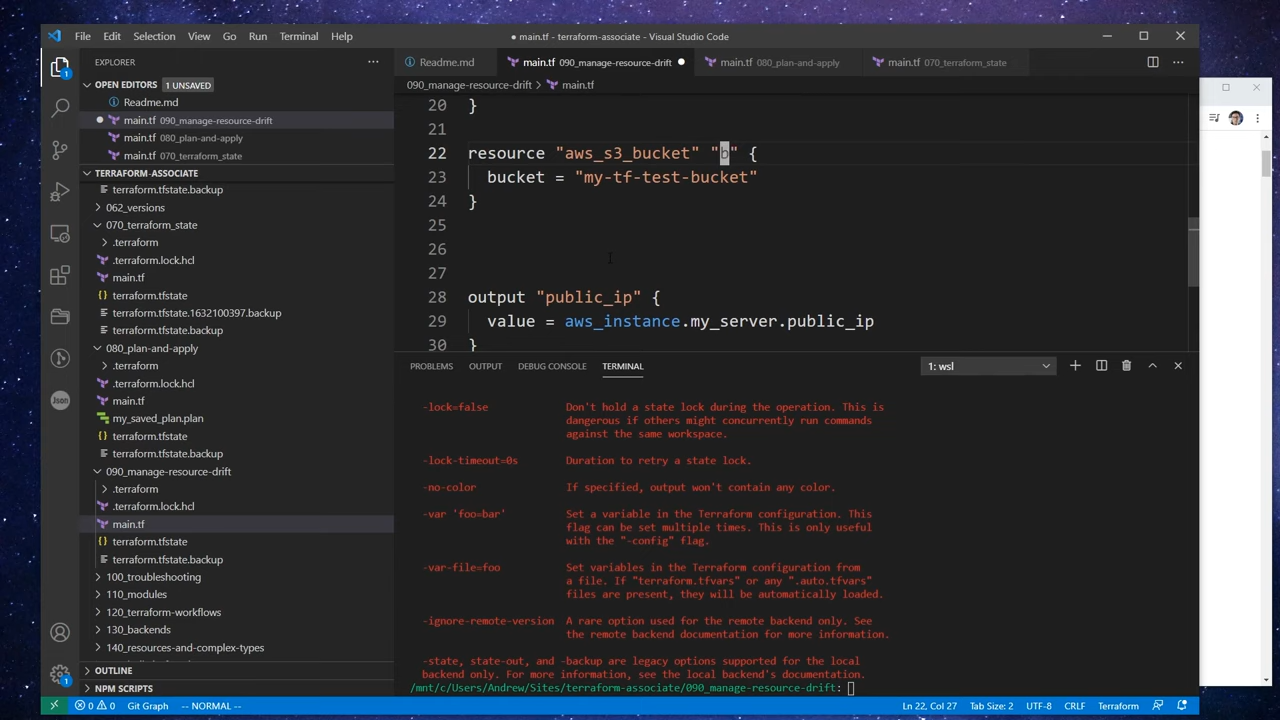 File Edit Selection View Go Run Terminal Help
● main.tf - terraform-associate - Visual Studio Code
EXPLORER
OPEN EDITORS 1 UNSAVED
Readme.md
main.tf 090_manage-resource-drift
main.tf 080_plan-and-apply
main.tf 070_terraform_state
TERRAFORM-ASSOCIATE
terraform.tfstate.backup
062_versions
070_terraform_state
.terraform
.terraform.lock.hcl
main.tf
terraform.tfstate
terraform.tfstate.1632100397.backup
terraform.tfstate.backup
080_plan-and-apply
.terraform
.terraform.lock.hcl
main.tf
my_saved_plan.plan
terraform.tfstate
terraform.tfstate.backup
090_manage-resource-drift
.terraform
.terraform.lock.hcl
main.tf
terraform.tfstate
terraform.tfstate.backup
100_troubleshooting
110_modules
120_terraform-workflows
130_backends
140_resources-and-complex-types
OUTLINE
NPM SCRIPTS
1
Json
1
Readme.md main.tf 090_manage-resource-drift main.tf 080_plan-and-apply main.tf 070_terraform_state
090_manage-resource-drift > main.tf
20 }
21
22 resource "aws_s3_bucket" "b" {
23 bucket = "my-tf-test-bucket"
24 }
25
26
27
28 output "public_ip" {
29 value = aws_instance.my_server.public_ip
30 }
PROBLEMS OUTPUT DEBUG CONSOLE TERMINAL 1: wsl
-lock=false Don't hold a state lock during the operation. This is
dangerous if others might concurrently run commands
against the same workspace.
-lock-timeout=0s Duration to retry a state lock.
-no-color If specified, output won't contain any color.
-var 'foo=bar' Set a variable in the Terraform configuration. This
flag can be set multiple times. This is only useful
with the "-config" flag.
-var-file=foo Set variables in the Terraform configuration from
a file. If "terraform.tfvars" or any ".auto.tfvars"
files are present, they will be automatically loaded.
-ignore-remote-version A rare option used for the remote backend only. See
the remote backend documentation for more information.
-state, state-out, and -backup are legacy options supported for the local
backend only. For more information, see the local backend's documentation.
/mnt/c/Users/Andrew/Sites/terraform-associate/090_manage-resource-drift:
0 0 Git Graph -- NORMAL -- Ln 22, Col 27 Spaces: 2 UTF-8 CRLF Terraform